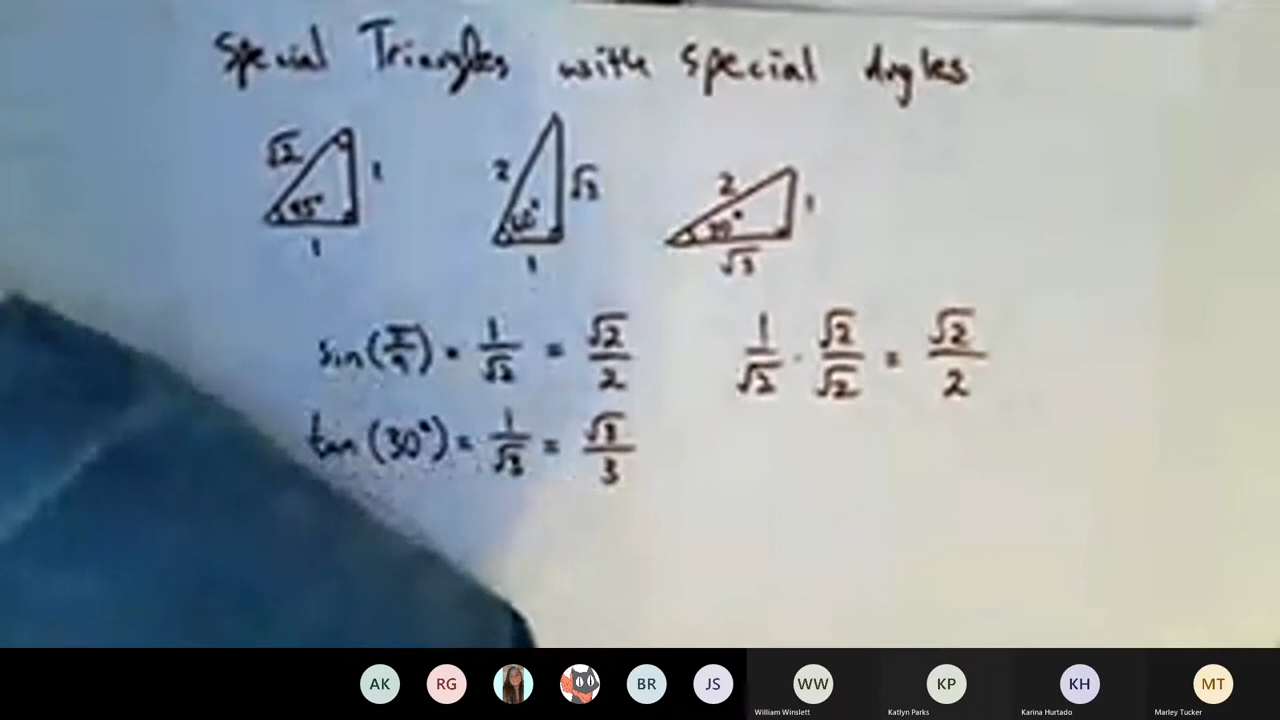 Special Triangles with Special Angles
√2 1 45° 1
2 √3 60° 1
2 1 30° √3
sin(π/4) = 1/√2 = √2/2
1/√2 · √2/√2 = √2/2
tan(30°) = 1/√3 = √3/3
AK RG BR JS WW KP KH MT
William Winslett Katlyn Parks Karina Hurtado Marley Tucker